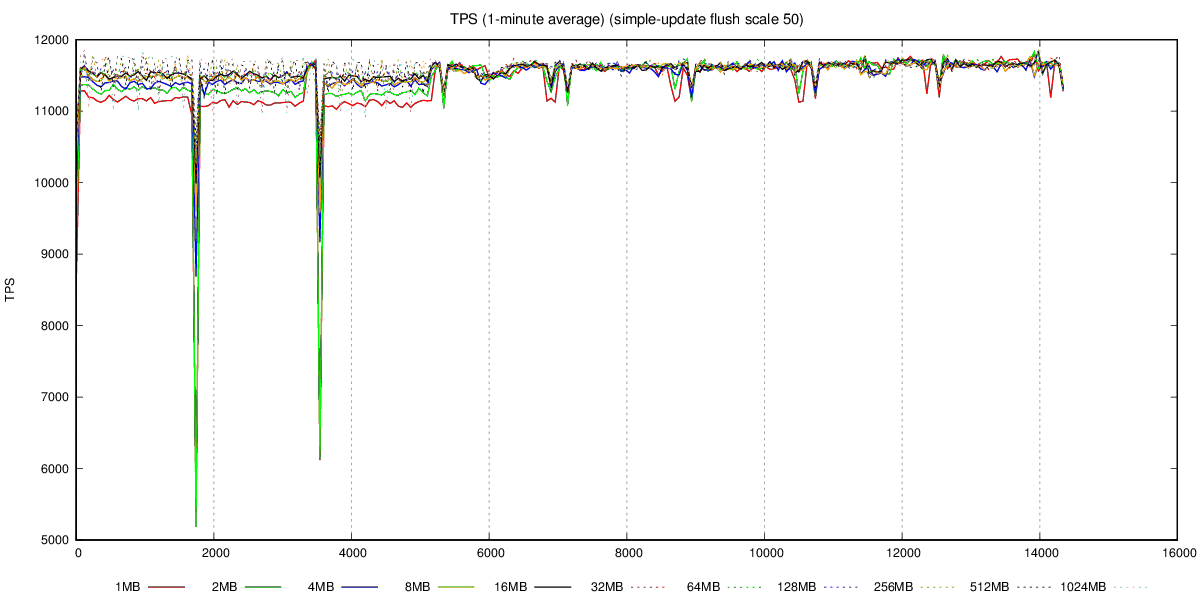 TPS (1-minute average) (simple-update flush scale 50)
12000
11000
10000
9000
8000
7000
6000
5000
TPS
0 2000 4000 6000 8000 10000 12000 14000 16000
1MB 2MB 4MB 8MB 16MB 32MB 64MB 128MB 256MB 512MB 1024MB